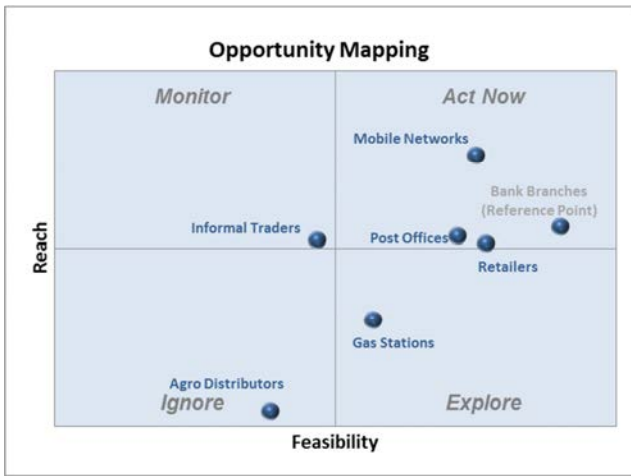 Opportunity Mapping
Monitor
Act Now
Mobile Networks
Bank Branches
(Reference Point)
Informal Traders
Post Offices
Retailers
Reach
Gas Stations
Agro Distributors
Ignore
Explore
Feasibility